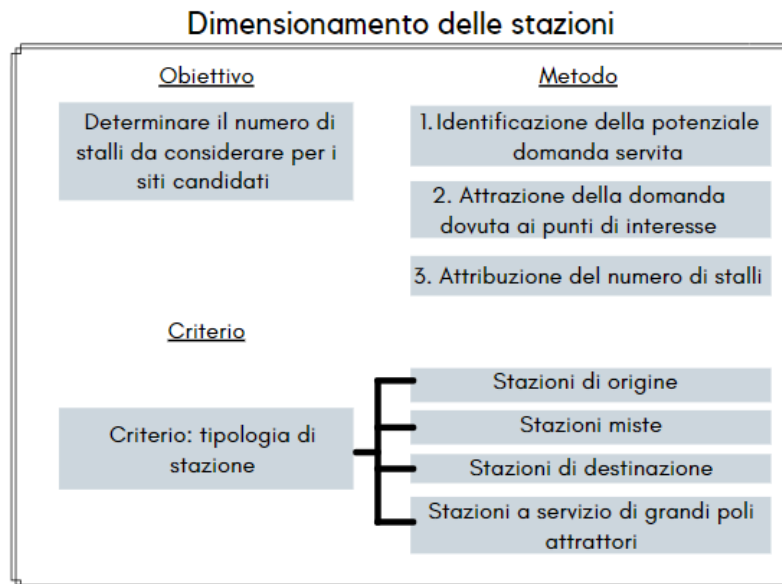 Dimensionamento delle stazioni
Obiettivo
Determinare il numero di
stalli da considerare per i
siti candidati
Metodo
1. Identificazione della potenziale
domanda servita
2. Attrazione della domanda
dovuta ai punti di interesse
3. Attribuzione del numero di stalli
Criterio
Criterio: tipologia di
stazione
Stazioni di origine
Stazioni miste
Stazioni di destinazione
Stazioni a servizio di grandi poli
attrattori